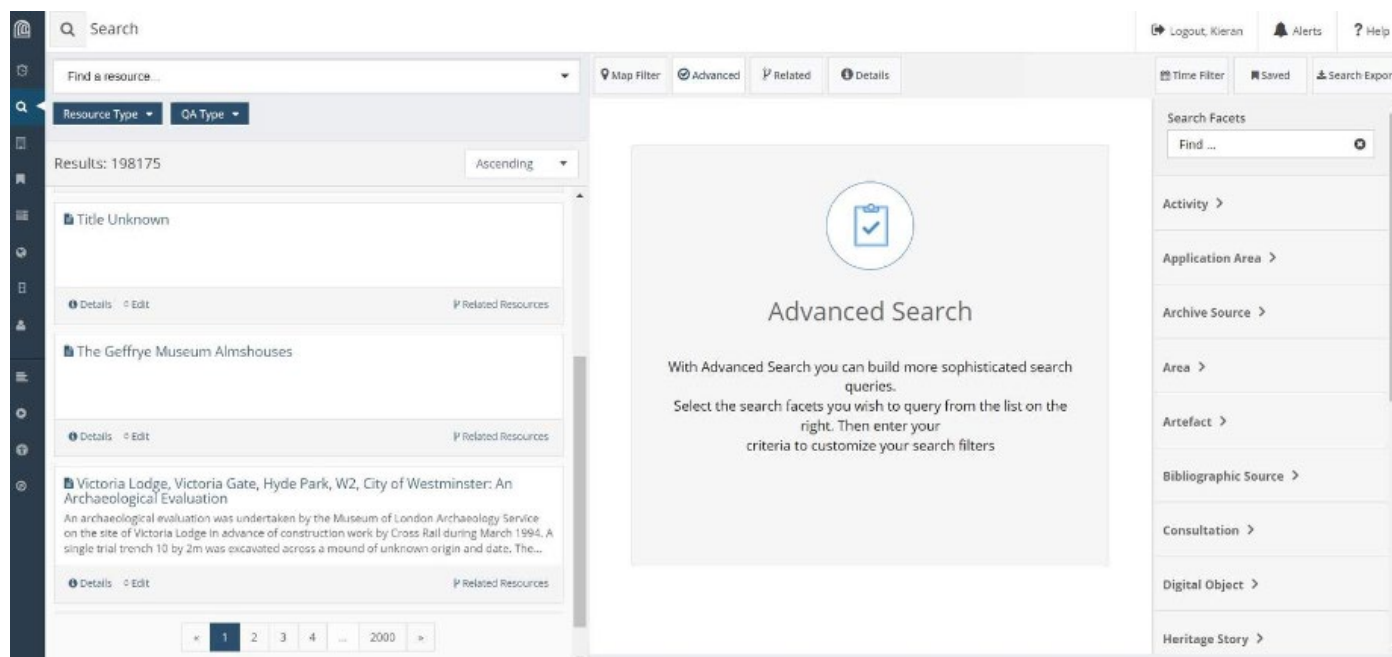 Search
Logout, Kieran
Alerts
? Help
Find a resource...
Map Filter
Advanced
Related
Details
Time Filter
Saved
Search Expor
Resource Type
QA Type
Results: 198175
Ascending
Title Unknown
Details
Edit
Related Resources
The Geffrye Museum Almshouses
Details
Edit
Related Resources
Victoria Lodge, Victoria Gate, Hyde Park, W2, City of Westminster: An
Archaeological Evaluation
An archaeological evaluation was undertaken by the Museum of London Archaeology Service
on the site of Victoria Lodge in advance of construction work by Cross Rail during March 1994. A
single trial trench 10 by 2m was excavated across a mound of unknown origin and date. The...
Details
Edit
Related Resources
« 1 2 3 4 ... 2000 »
Advanced Search
With Advanced Search you can build more sophisticated search
queries.
Select the search facets you wish to query from the list on the
right. Then enter your
criteria to customize your search filters
Search Facets
Find ...
Activity >
Application Area >
Archive Source >
Area >
Artefact >
Bibliographic Source >
Consultation >
Digital Object >
Heritage Story >